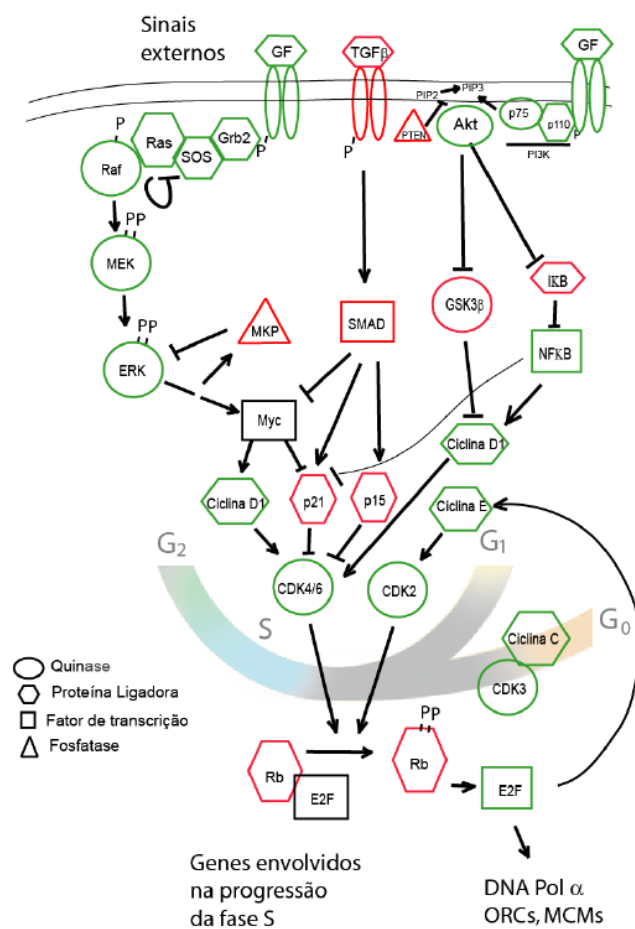 Sinais
externos
GF
TGFβ
GF
PIP2
PIP3
P
Ras
SOS
Grb2
P
Raf
P
PTEN
Akt
p75
p110
P
PI3K
PP
MEK
PP
ERK
MKP
SMAD
GSK3β
IKB
NFKB
Myc
Ciclina D1
Ciclina D1
p21
p15
Ciclina E
G2
G1
CDK4/6
CDK2
S
G0
Ciclina C
CDK3
Quinase
Proteína Ligadora
Fator de transcrição
Fosfatase
PP
Rb
E2F
Rb
E2F
Genes envolvidos
na progressão
da fase S
DNA Pol α
ORCs, MCMs